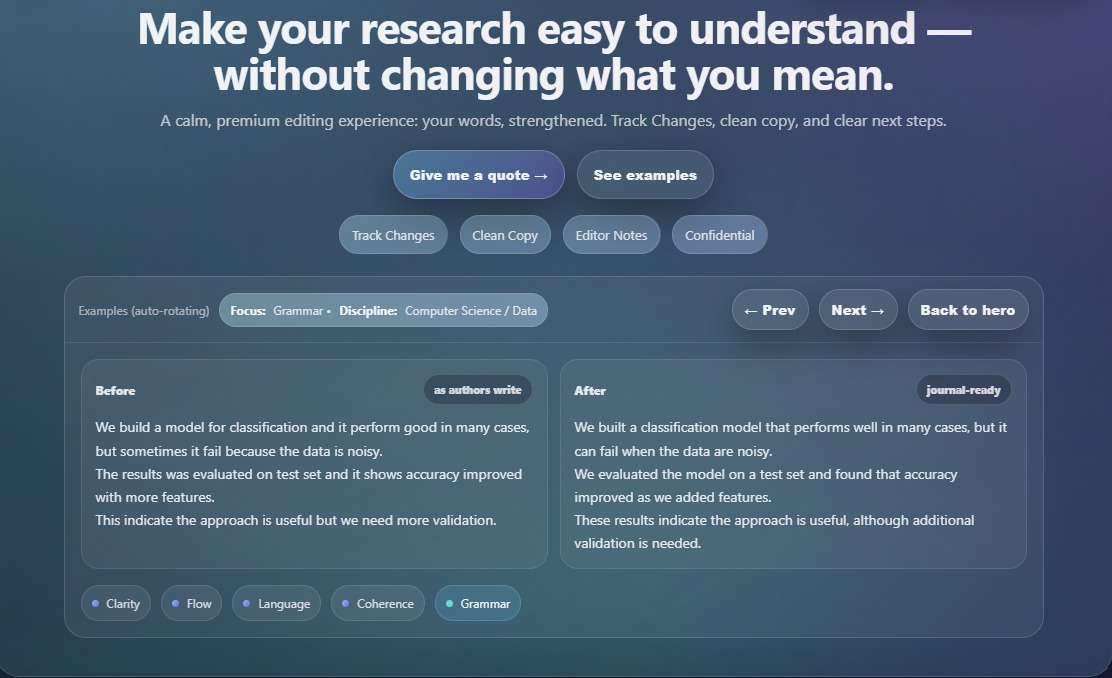 Make your research easy to understand —
without changing what you mean.
A calm, premium editing experience: your words, strengthened. Track Changes, clean copy, and clear next steps.
Give me a quote →
See examples
Track Changes
Clean Copy
Editor Notes
Confidential
Examples (auto-rotating)
Focus: Grammar • Discipline: Computer Science / Data
← Prev
Next →
Back to hero
Before
as authors write
We build a model for classification and it perform good in many cases,
but sometimes it fail because the data is noisy.
The results was evaluated on test set and it shows accuracy improved
with more features.
This indicate the approach is useful but we need more validation.
After
journal-ready
We built a classification model that performs well in many cases, but it
can fail when the data are noisy.
We evaluated the model on a test set and found that accuracy
improved as we added features.
These results indicate the approach is useful, although additional
validation is needed.
Clarity
Flow
Language
Coherence
Grammar